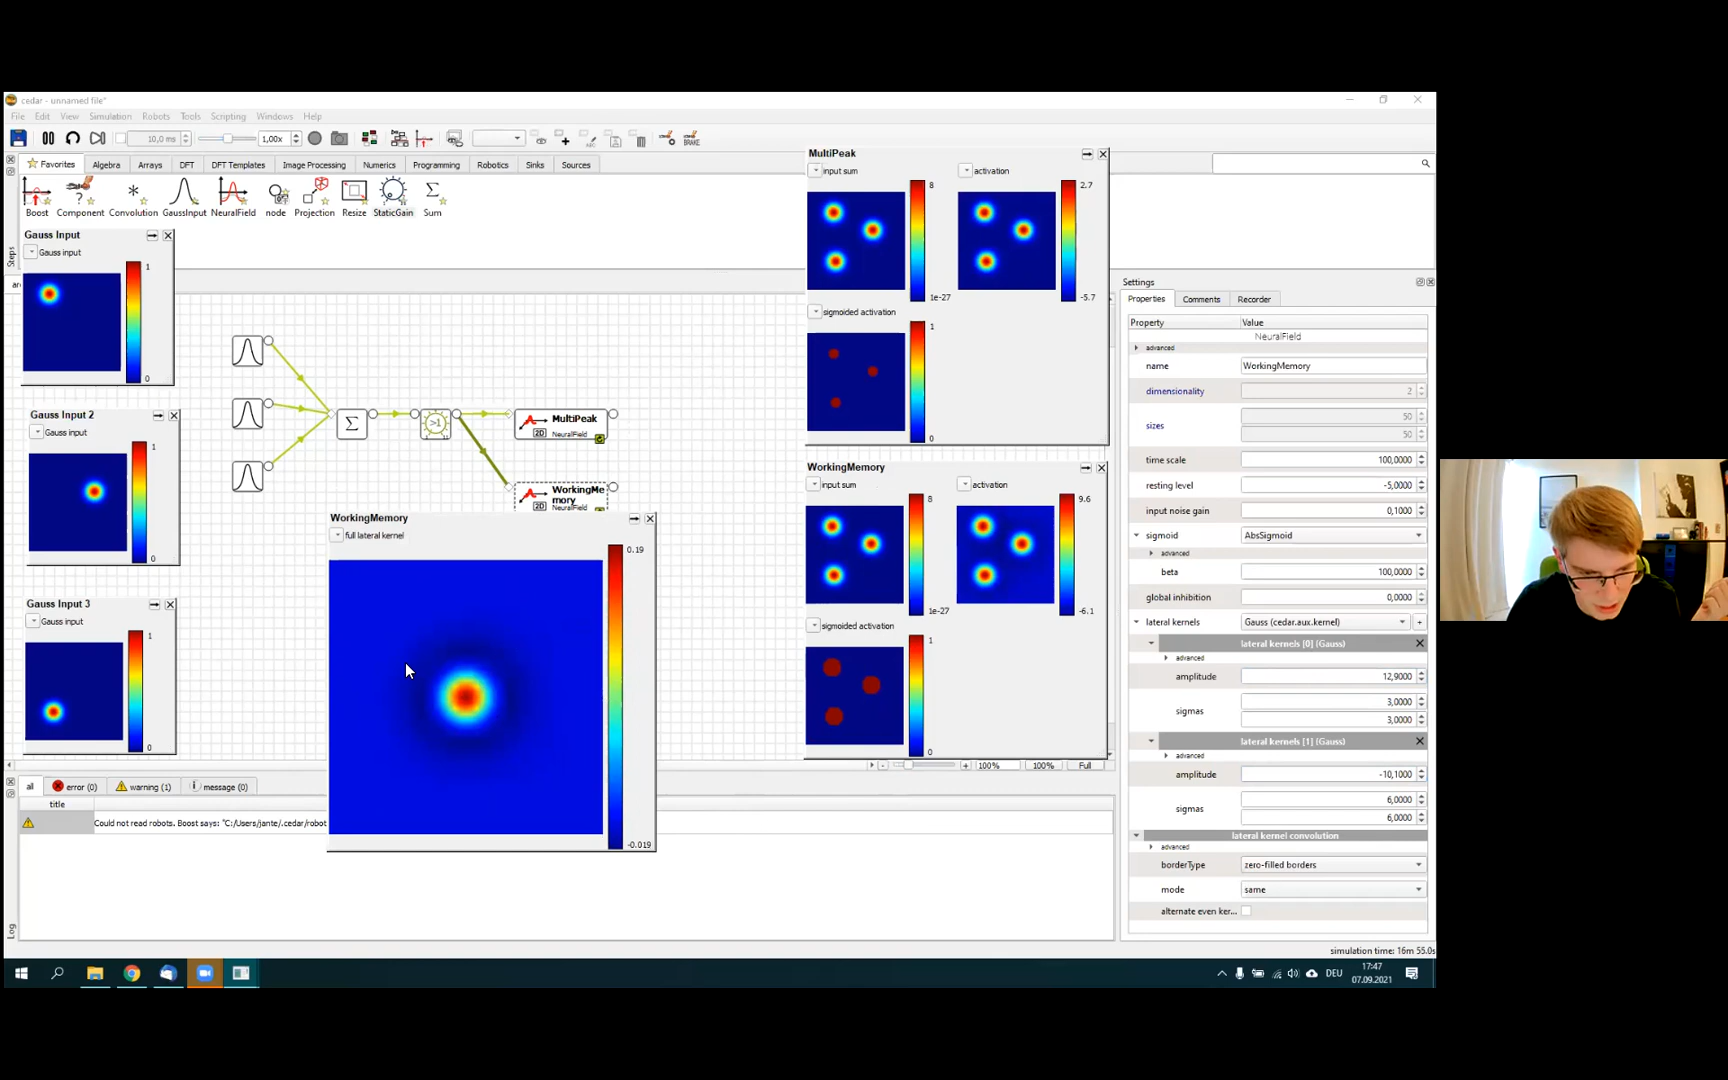 cedar - unnamed file*
File Edit View Simulation Robots Tools Scripting Windows Help
10,0 ms 1,00x BRAKE
Favorites Algebra Arrays DFT DFT Templates Image Processing Numerics Programming Robotics Sinks Sources
Boost Component Convolution GaussInput NeuralField node Projection Resize StaticGain Sum
Steps
Gauss Input
Gauss input
1
0
Gauss Input 2
Gauss input
1
0
Gauss Input 3
Gauss input
1
0
Σ
>1
MultiPeak
2D NeuralField
WorkingMe
mory
2D NeuralField
WorkingMemory
full lateral kernel
0.19
-0.019
MultiPeak
input sum
8
1e-27
activation
2.7
-5.7
sigmoided activation
1
0
WorkingMemory
input sum
8
1e-27
activation
9.6
-6.1
sigmoided activation
1
0
- + 100% 100% Full
Settings
Properties Comments Recorder
Property Value
NeuralField
advanced
name WorkingMemory
dimensionality 2
sizes 50
50
time scale 100,0000
resting level -5,0000
input noise gain 0,1000
sigmoid AbsSigmoid
advanced
beta 100,0000
global inhibition 0,0000
lateral kernels Gauss (cedar.aux.kernel) +
lateral kernels [0] (Gauss)
advanced
amplitude 12,9000
sigmas 3,0000
3,0000
lateral kernels [1] (Gauss)
advanced
amplitude -10,1000
sigmas 6,0000
6,0000
lateral kernel convolution
advanced
borderType zero-filled borders
mode same
alternate even ker...
all error (0) warning (1) message (0)
title
Could not read robots. Boost says: "C:/Users/jante/.cedar/robot
Log
simulation time: 16m 55.0s
DEU
17:47
07.09.2021